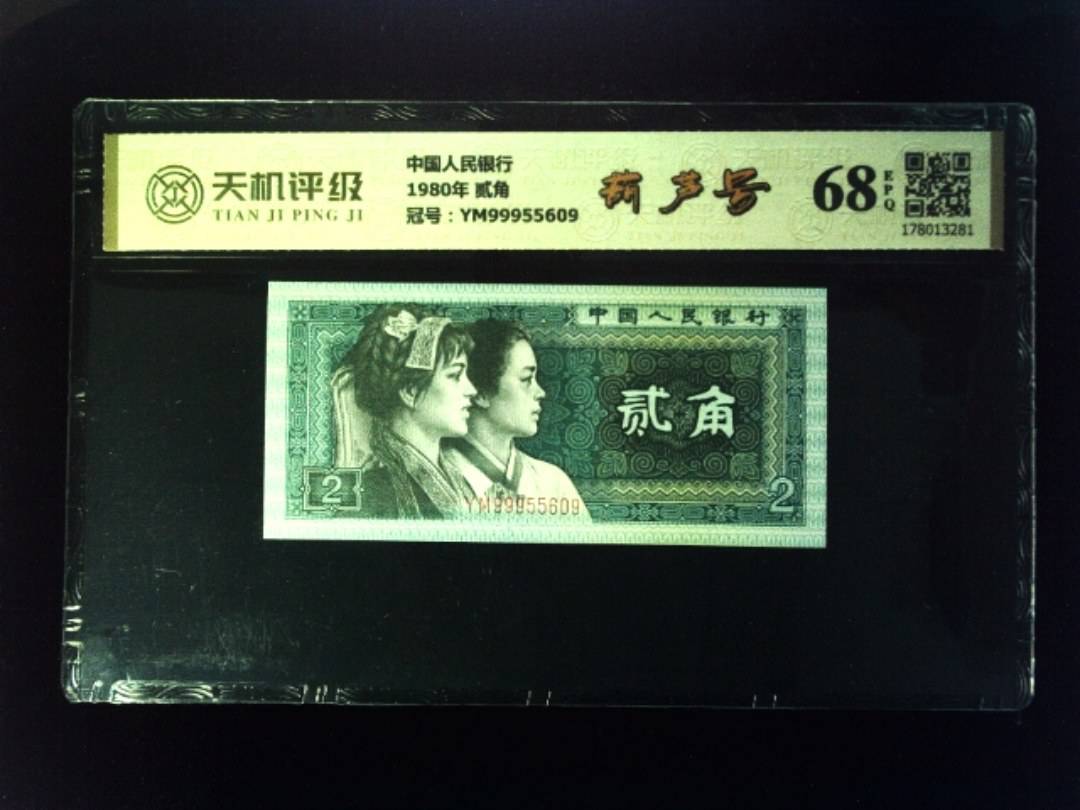 天机评级
TIAN JI PING JI
中国人民银行
1980年 贰角
冠号：YM99955609
葫芦号
68
EPQ
178013281
中国人民银行
贰角
2
YM99955609
2